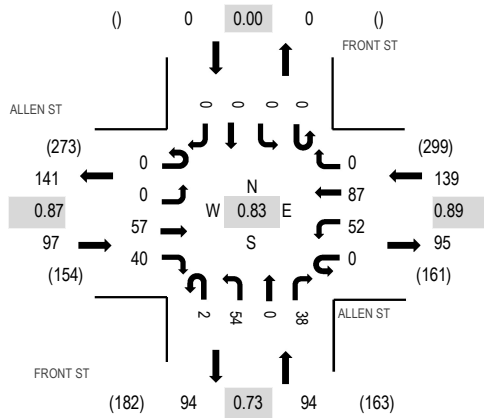 () 0 0.00 0 ()
FRONT ST
ALLEN ST
0 0 0 0
(273) 0 0 (299)
141 0 N 87 139
0.87 W 0.83 E 0.89
97 57 S 52 95
(154) 40 0 (161)
2 54 0 38
ALLEN ST
FRONT ST
(182) 94 0.73 94 (163)